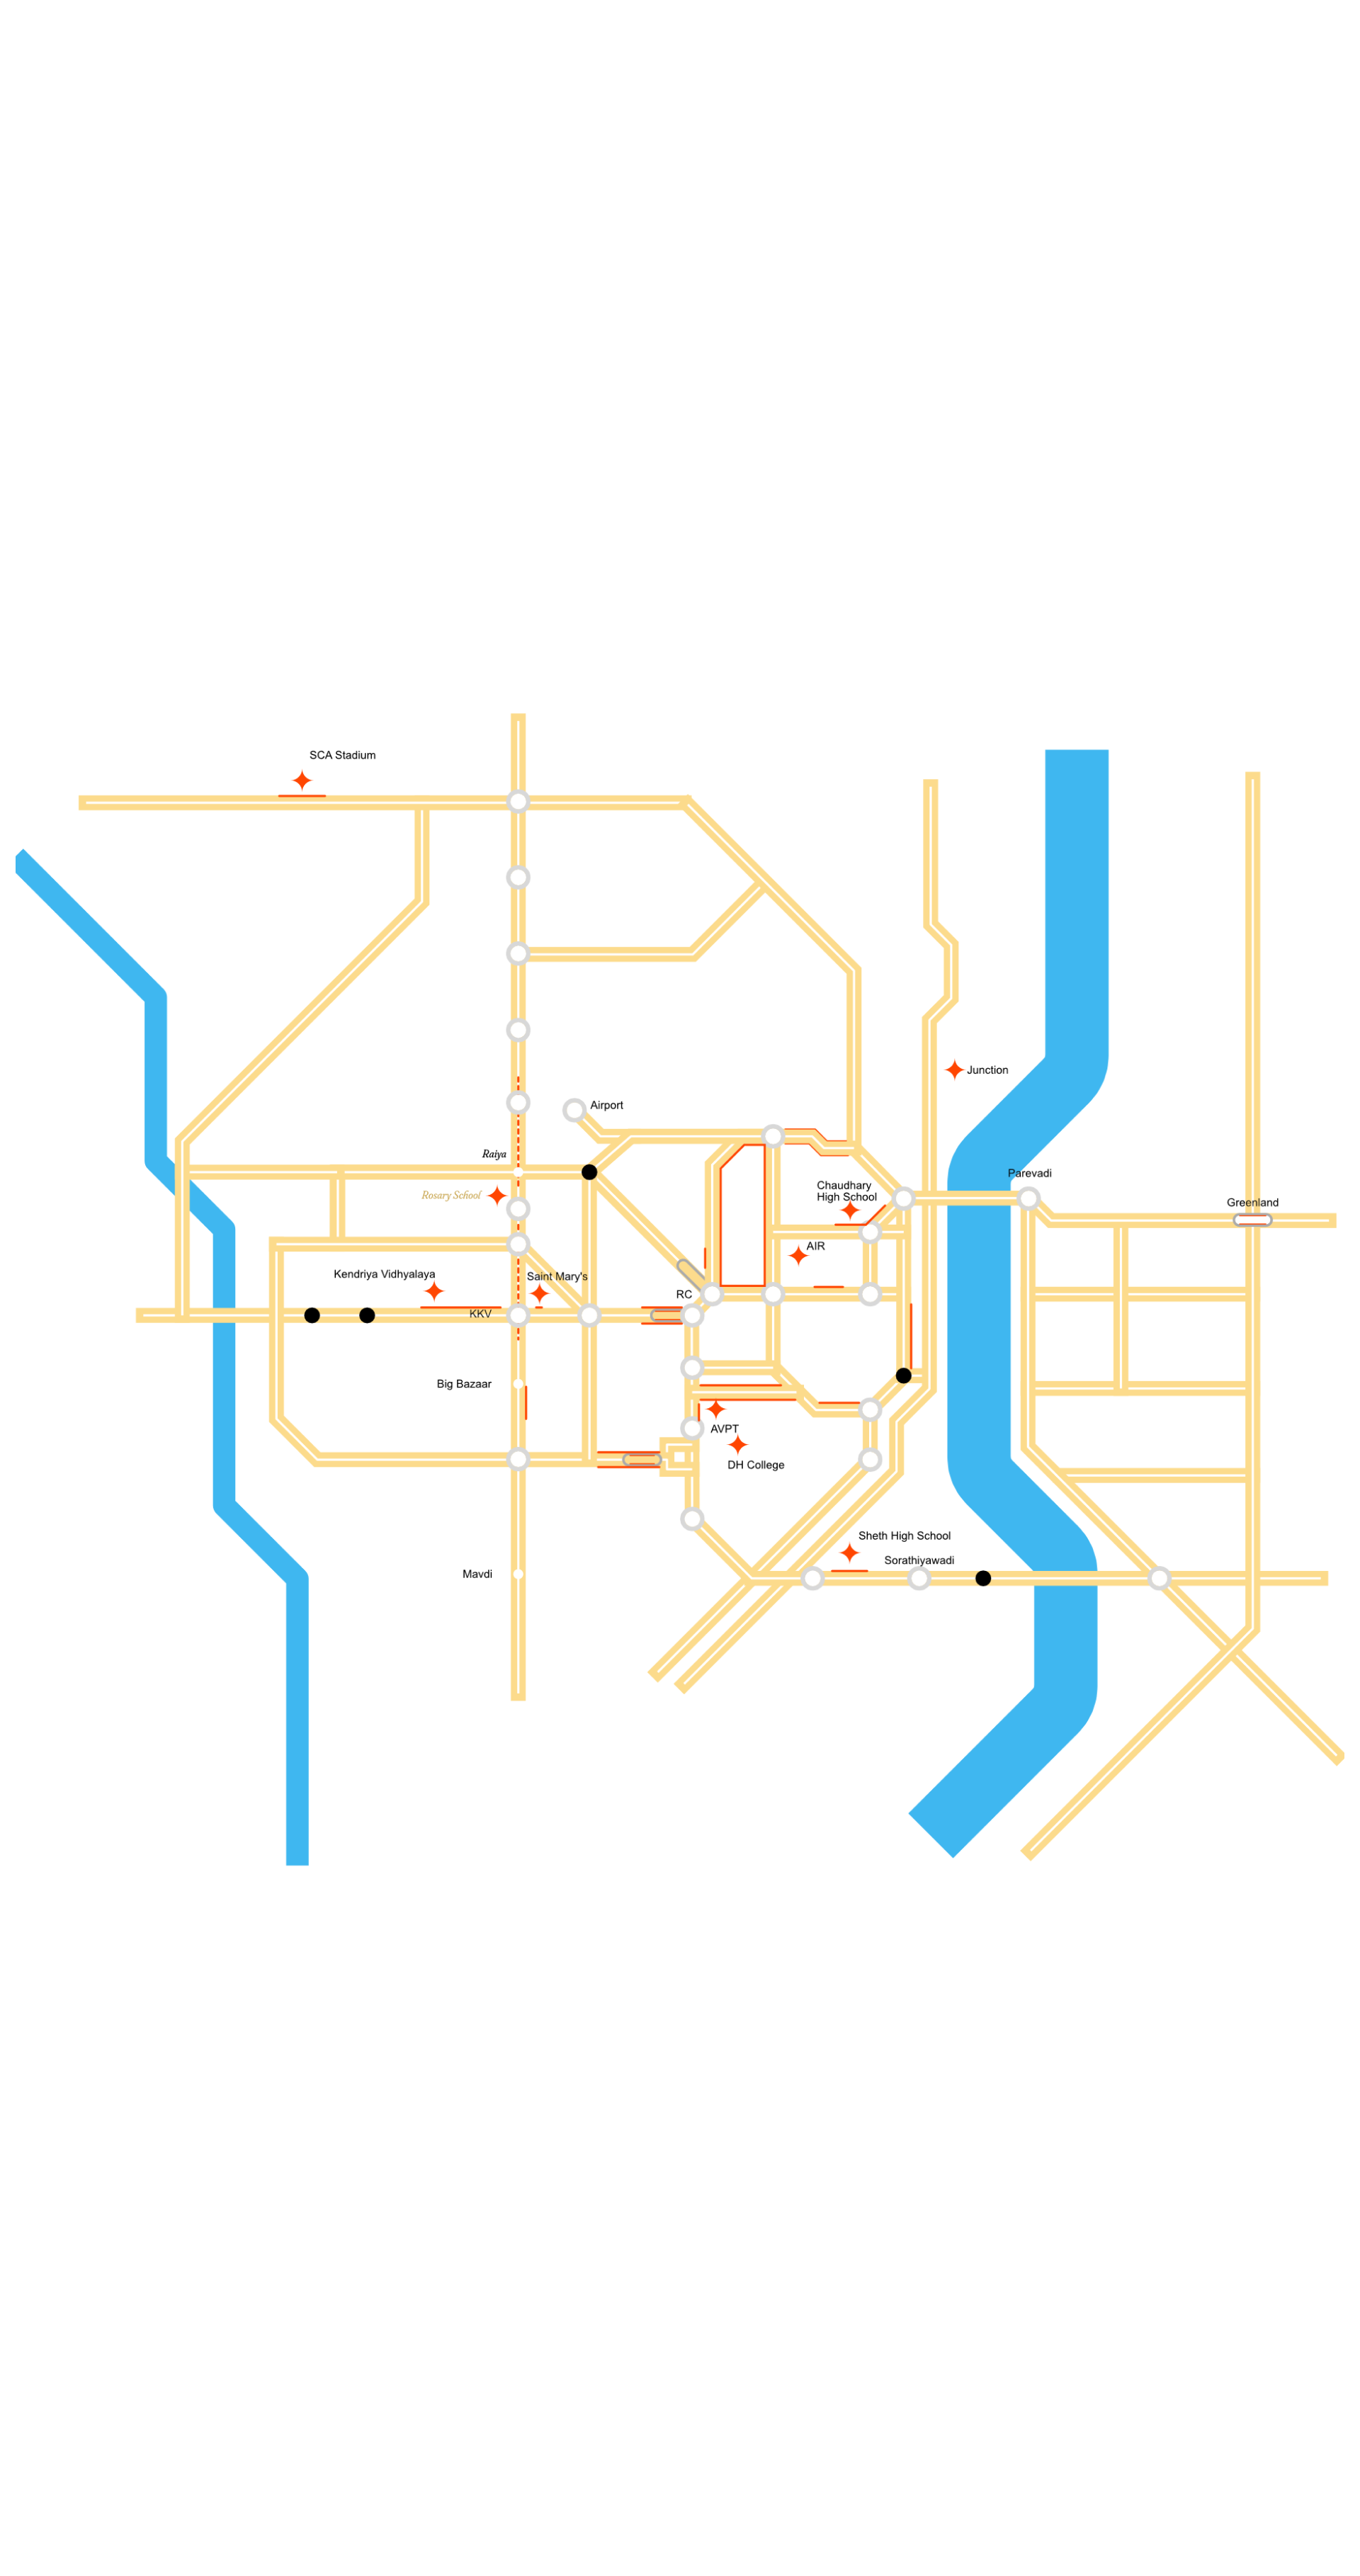 SCA Stadium
Junction
Airport
Raiya
Parevadi
Chaudhary
High School
Rosary School
Greenland
AIR
Kendriya Vidhyalaya
Saint Mary's
RC
KKV
Big Bazaar
AVPT
DH College
Sheth High School
Sorathiyawadi
Mavdi